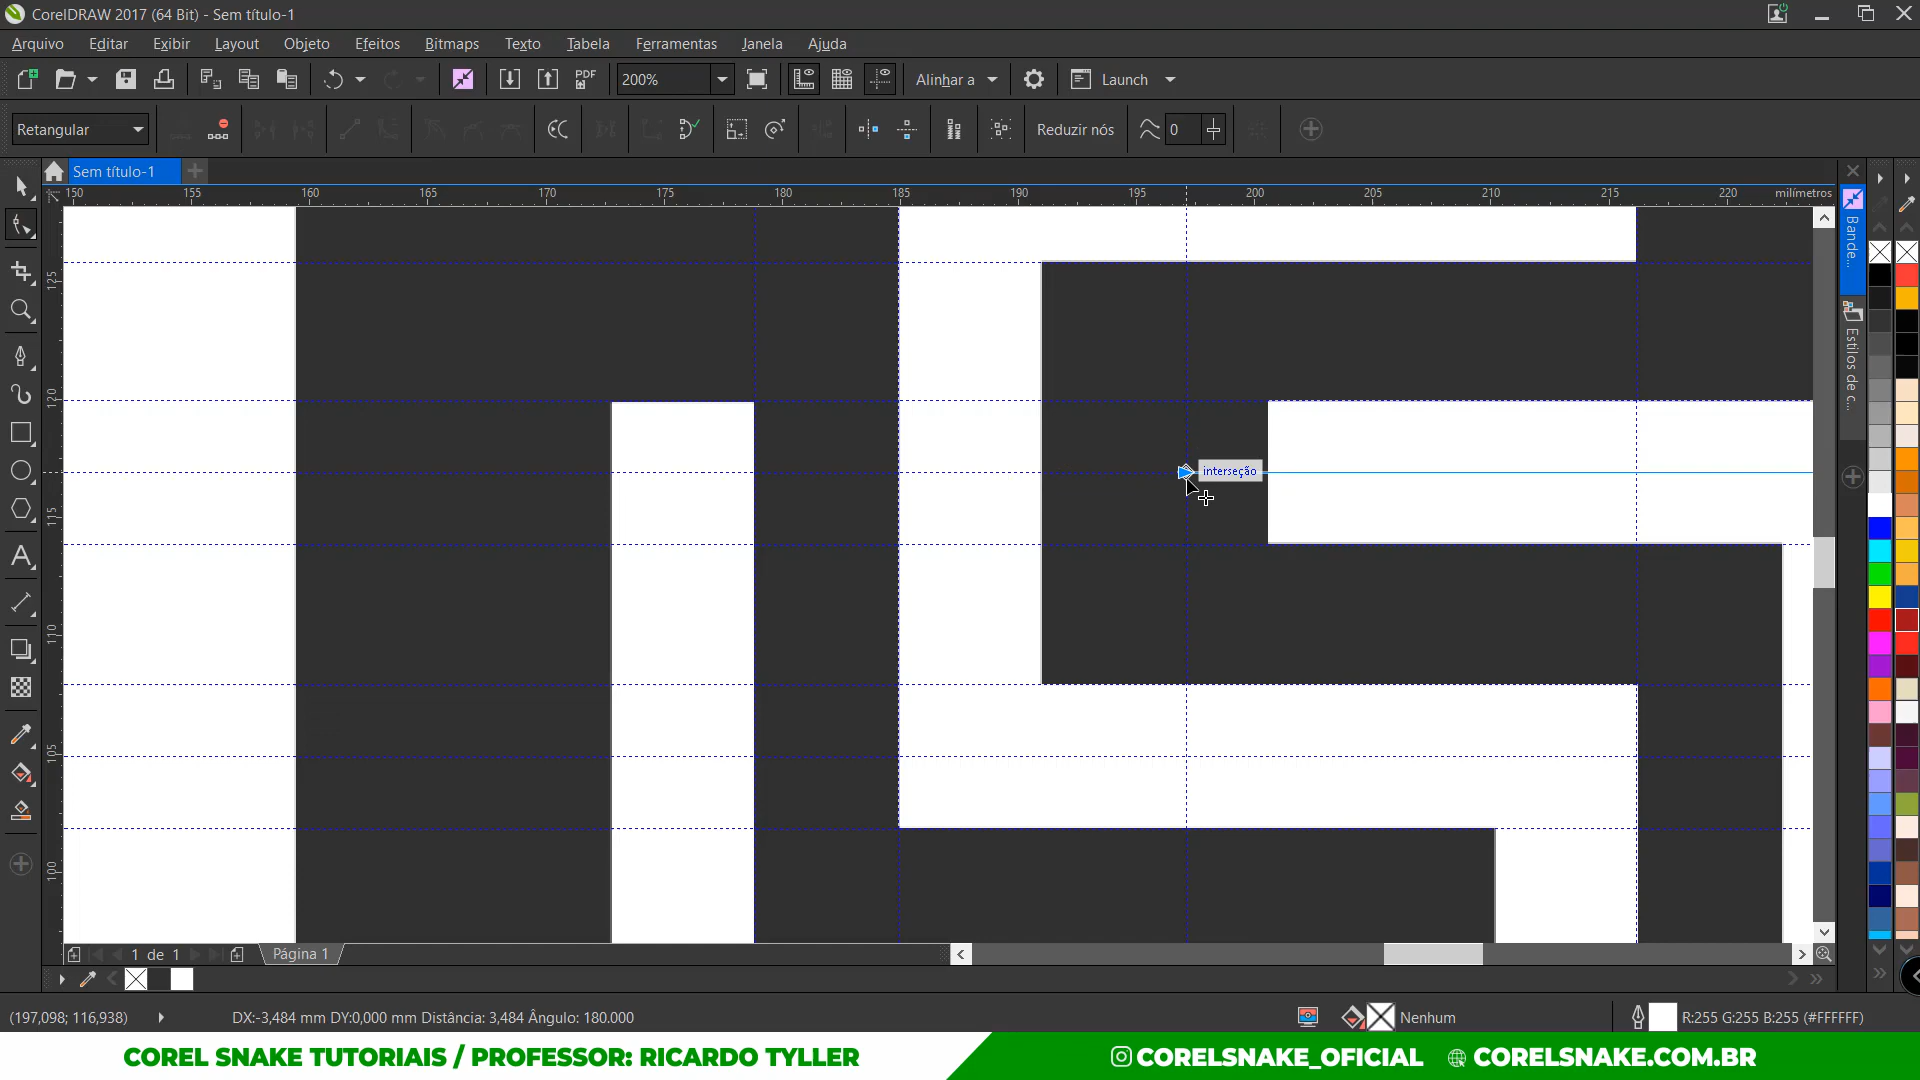 CorelDRAW 2017 (64 Bit) - Sem título-1
Arquivo Editar Exibir Layout Objeto Efeitos Bitmaps Texto Tabela Ferramentas Janela Ajuda
PDF 200% Alinhar a Launch
Retangular Reduzir nós 0
Sem título-1
150 155 160 165 170 175 180 185 190 195 200 205 210 215 220 milímetros
125
120
115
110
105
100
interseção
Bande...
Estilos de c...
1 de 1 Página 1
(197,098; 116,938) DX:-3,484 mm DY:0,000 mm Distância: 3,484 Ângulo: 180.000 Nenhum R:255 G:255 B:255 (#FFFFFF)
COREL SNAKE TUTORIAIS / PROFESSOR: RICARDO TYLLER CORELSNAKE_OFICIAL CORELSNAKE.COM.BR